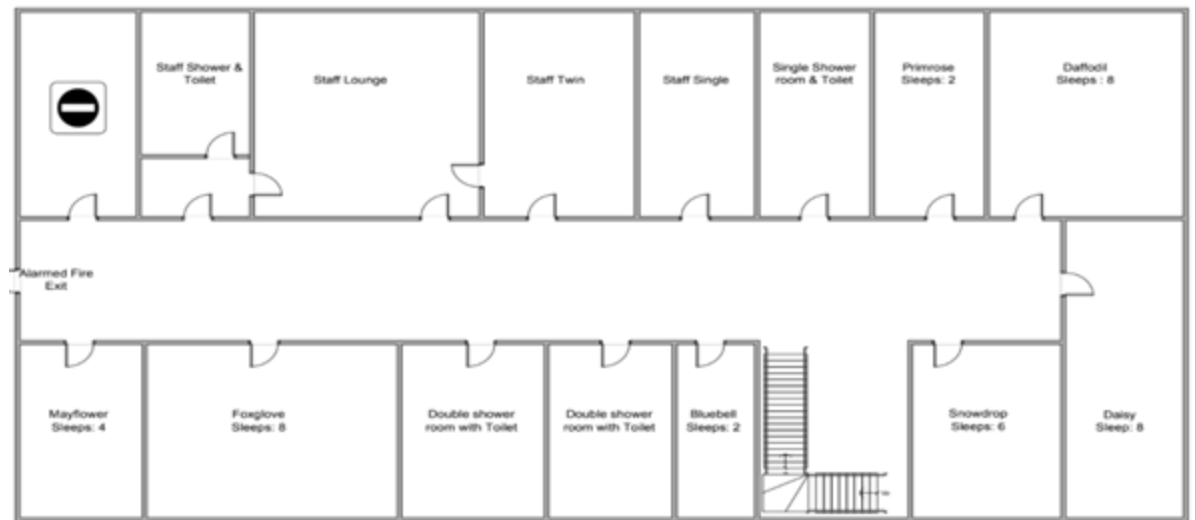 Staff Shower &
Toilet
Staff Lounge
Staff Twin
Staff Single
Single Shower
room & Toilet
Primrose
Sleeps: 2
Daffodil
Sleeps : 8
Alarmed Fire
Exit
Mayflower
Sleeps: 4
Foxglove
Sleeps: 8
Double shower
room with Toilet
Double shower
room with Toilet
Bluebell
Sleeps: 2
Snowdrop
Sleeps: 6
Daisy
Sleep: 8